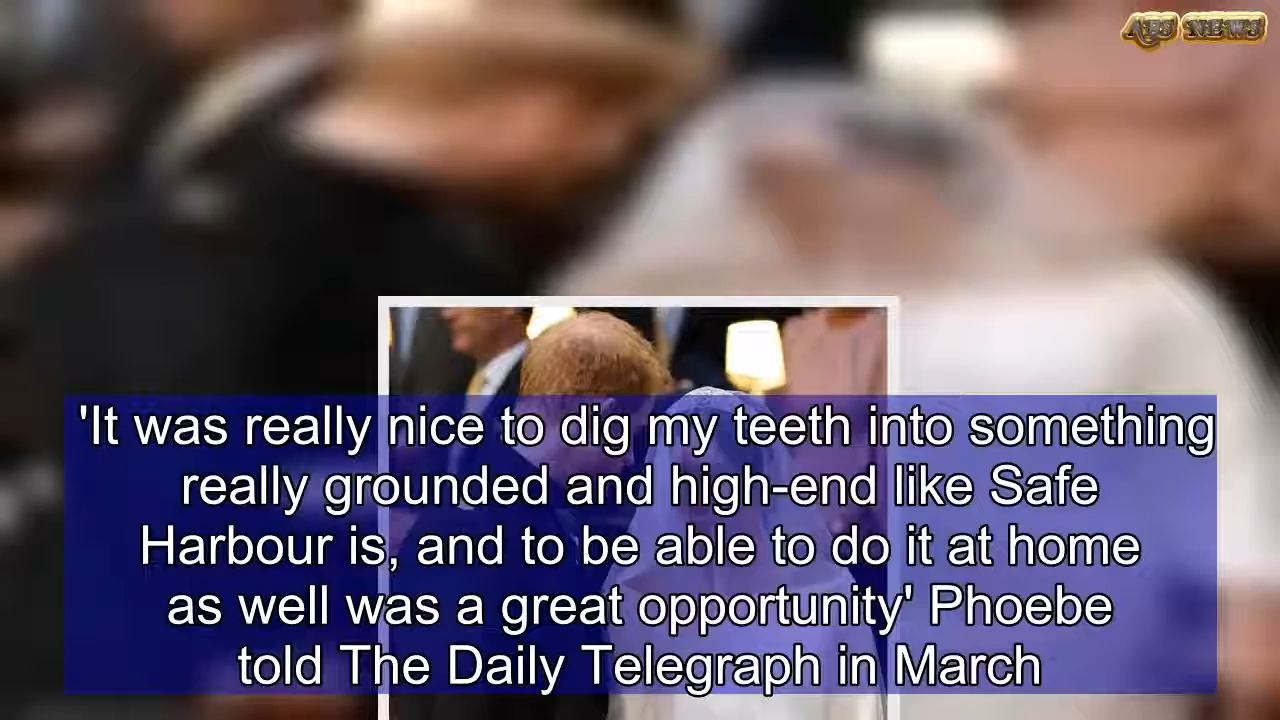 ABS NEWS
'It was really nice to dig my teeth into something
really grounded and high-end like Safe
Harbour is, and to be able to do it at home
as well was a great opportunity' Phoebe
told The Daily Telegraph in March